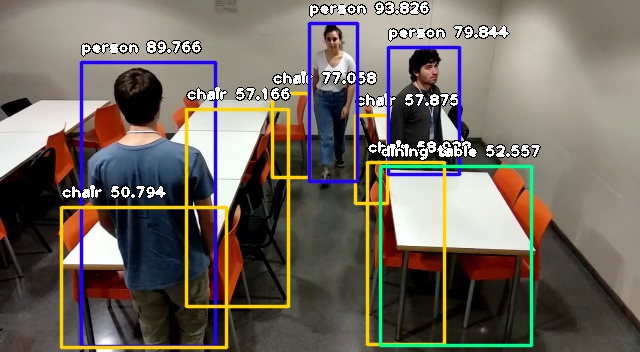 person 93.826
person 79.844
person 89.766
chair 77.058
chair 57.166
chair 57.875
chair
dining table 52.557
chair 50.794